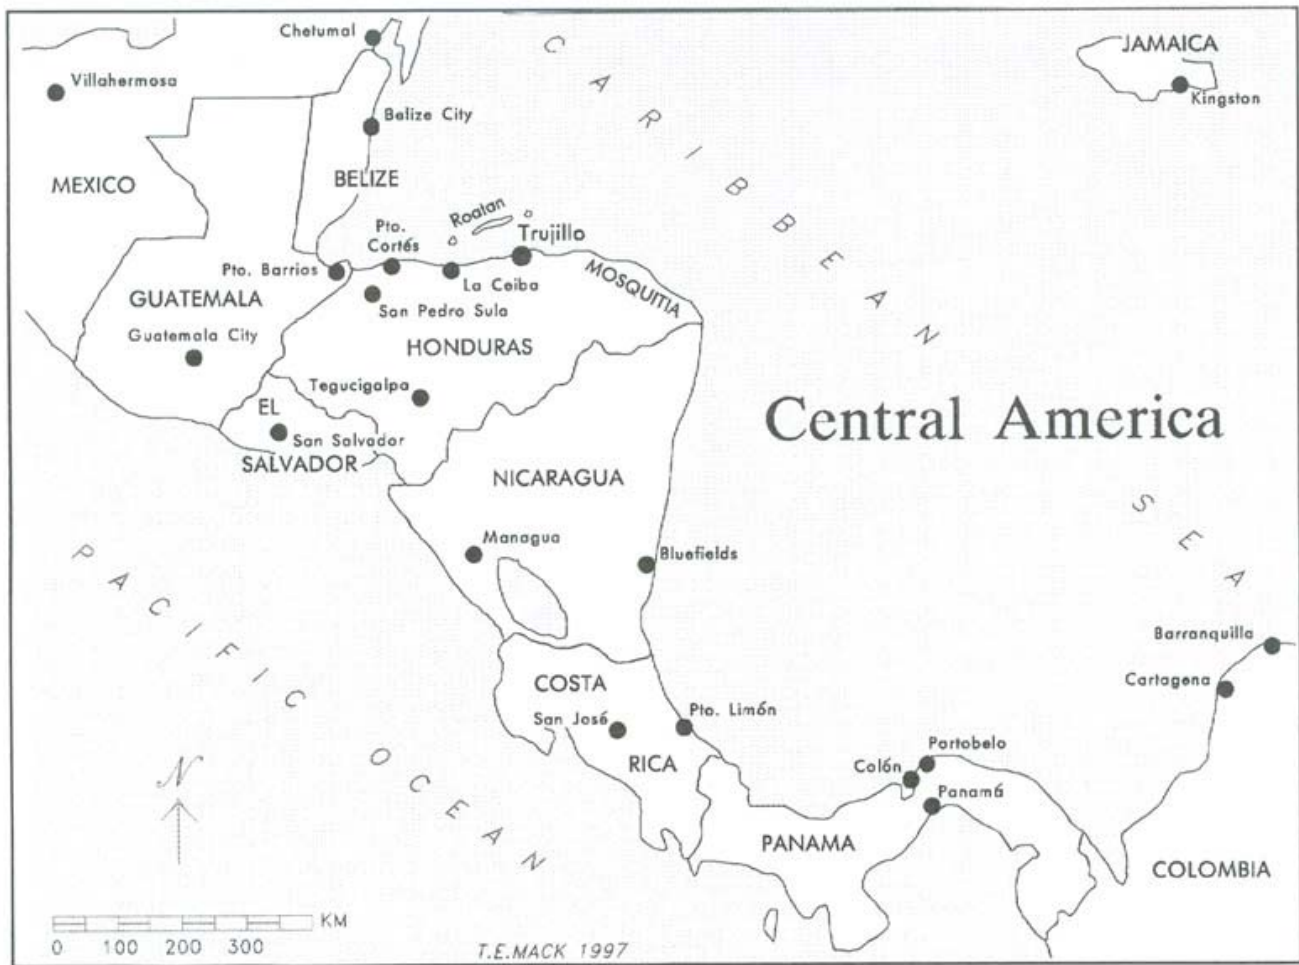 Chetumal
JAMAICA
Villahermosa
Kingston
Belize City
CARIBBEAN
MEXICO
BELIZE
Roatan
Pto.
Cortés
Trujillo
Pto. Barrios
MOSQUITIA
La Ceiba
GUATEMALA
San Pedro Sula
Guatemala City
HONDURAS
Tegucigalpa
EL
Central America
San Salvador
SALVADOR
NICARAGUA
SEA
Managua
Bluefields
PACIFIC
Barranquilla
Cartagena
COSTA
San José
Pto. Limón
Portobelo
RICA
Colón
OCEAN
N
Panamá
PANAMA
COLOMBIA
KM
0 100 200 300
T.E.MACK 1997